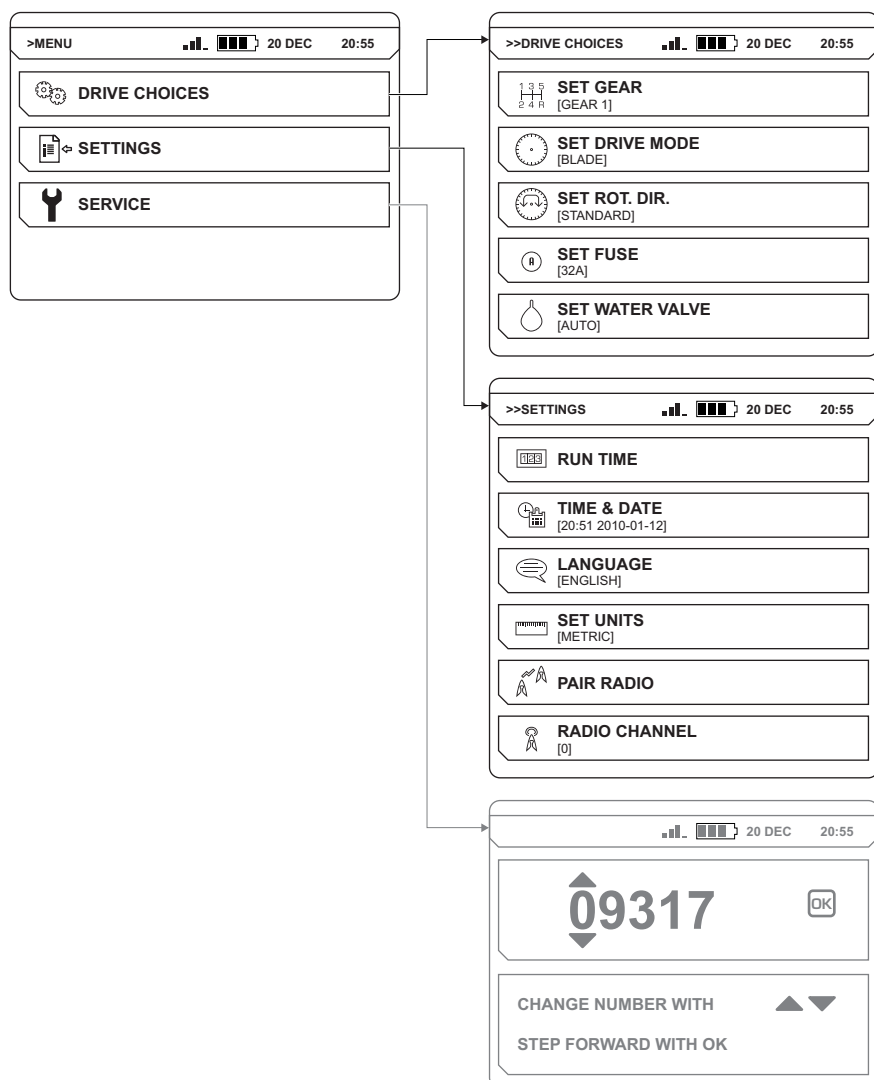 >MENU 20 DEC 20:55
DRIVE CHOICES
SETTINGS
SERVICE
>>DRIVE CHOICES 20 DEC 20:55
1 3 5
2 4 R
SET GEAR
[GEAR 1]
SET DRIVE MODE
[BLADE]
SET ROT. DIR.
[STANDARD]
A
SET FUSE
[32A]
SET WATER VALVE
[AUTO]
>>SETTINGS 20 DEC 20:55
123
RUN TIME
TIME & DATE
[20:51 2010-01-12]
LANGUAGE
[ENGLISH]
SET UNITS
[METRIC]
PAIR RADIO
RADIO CHANNEL
[0]
20 DEC 20:55
09317 OK
CHANGE NUMBER WITH
STEP FORWARD WITH OK